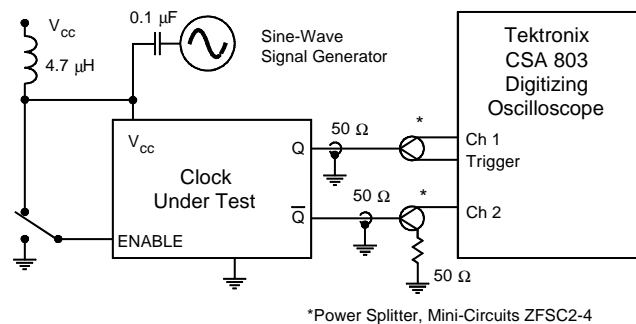 V cc
0.1 µF
4.7 µH
Sine-Wave
Signal Generator
Tektronix
CSA 803
Digitizing
Oscilloscope
50 Ω
*
Ch 1
Trigger
V cc
Q
Clock
Under Test
50 Ω
*
Q̅
Ch 2
ENABLE
50 Ω
*Power Splitter, Mini-Circuits ZFSC2-4